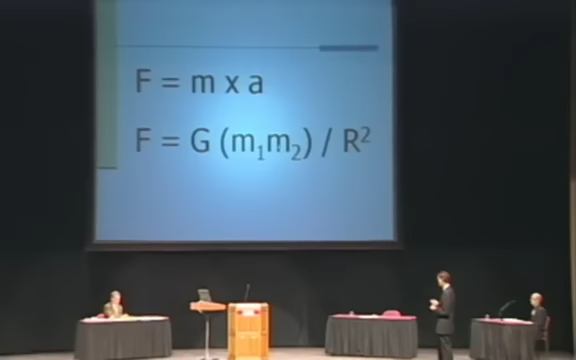 F = m x a
F = G (m₁m₂) / R²